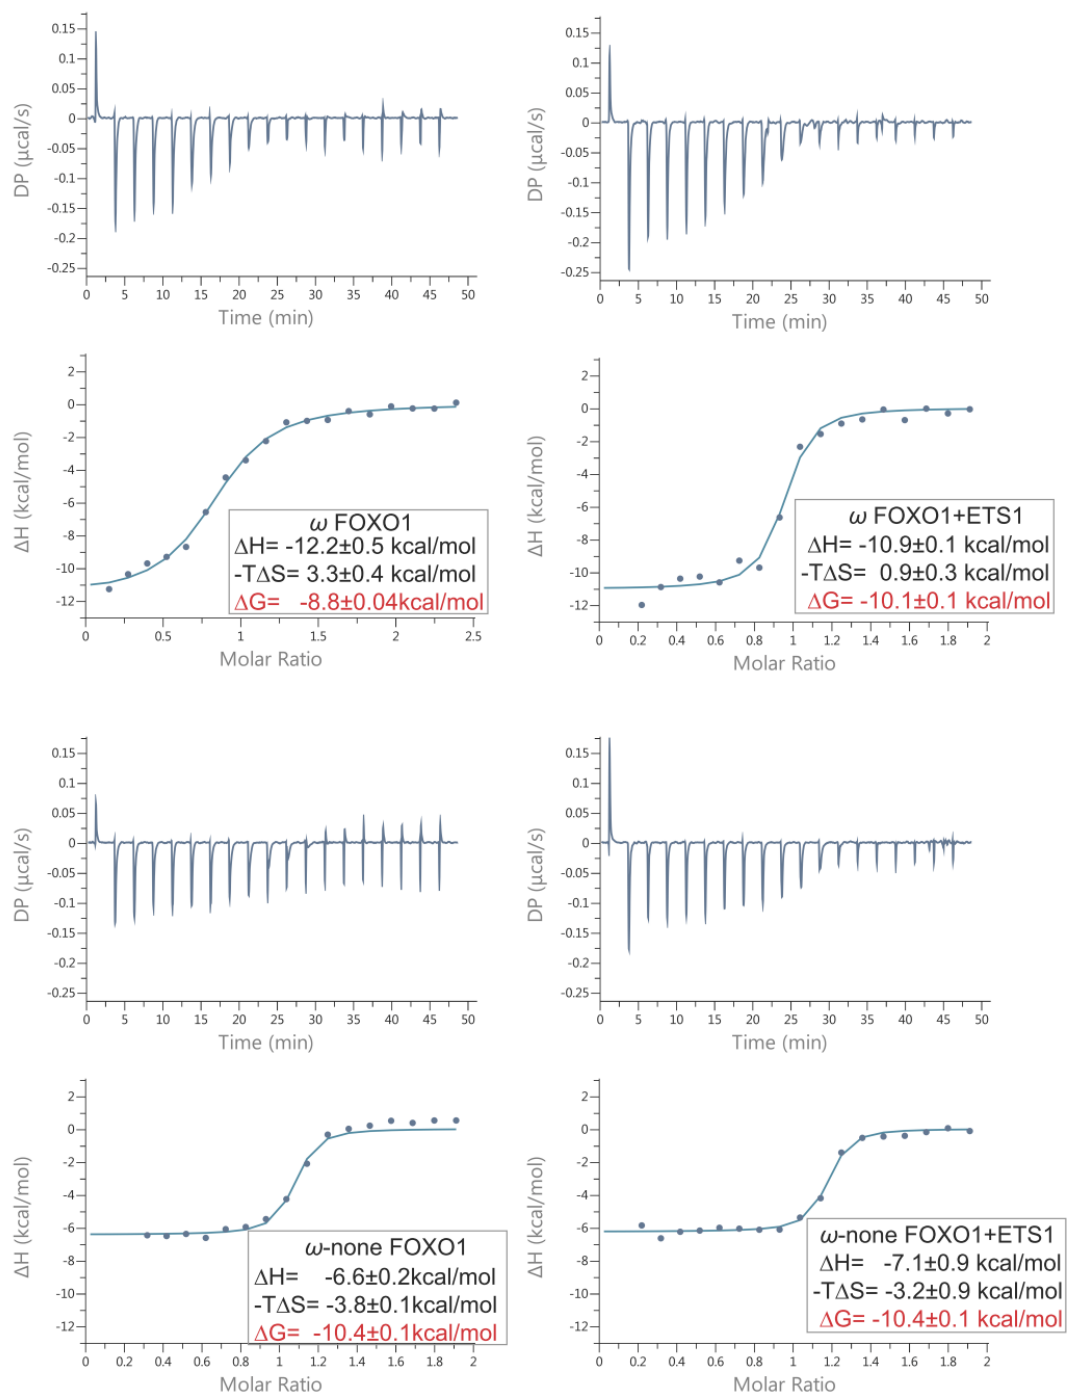 0.15
0.1
0.05
0
-0.05
-0.1
-0.15
-0.2
-0.25
DP (µcal/s)
0 5 10 15 20 25 30 35 40 45 50
Time (min)
0.15
0.1
0.05
0
-0.05
-0.1
-0.15
-0.2
-0.25
DP (µcal/s)
0 5 10 15 20 25 30 35 40 45 50
Time (min)
2
0
-2
-4
-6
-8
-10
-12
ΔH (kcal/mol)
ω FOXO1
ΔH= -12.2±0.5 kcal/mol
-TΔS= 3.3±0.4 kcal/mol
ΔG= -8.8±0.04kcal/mol
0 0.5 1 1.5 2 2.5
Molar Ratio
2
0
-2
-4
-6
-8
-10
-12
ΔH (kcal/mol)
ω FOXO1+ETS1
ΔH= -10.9±0.1 kcal/mol
-TΔS= 0.9±0.3 kcal/mol
ΔG= -10.1±0.1 kcal/mol
0 0.2 0.4 0.6 0.8 1 1.2 1.4 1.6 1.8 2
Molar Ratio
0.15
0.1
0.05
0
-0.05
-0.1
-0.15
-0.2
-0.25
DP (µcal/s)
0 5 10 15 20 25 30 35 40 45 50
Time (min)
0.15
0.1
0.05
0
-0.05
-0.1
-0.15
-0.2
-0.25
DP (µcal/s)
0 5 10 15 20 25 30 35 40 45 50
Time (min)
2
0
-2
-4
-6
-8
-10
-12
ΔH (kcal/mol)
ω-none FOXO1
ΔH= -6.6±0.2kcal/mol
-TΔS= -3.8±0.1kcal/mol
ΔG= -10.4±0.1kcal/mol
0 0.2 0.4 0.6 0.8 1 1.2 1.4 1.6 1.8 2
Molar Ratio
2
0
-2
-4
-6
-8
-10
-12
ΔH (kcal/mol)
ω-none FOXO1+ETS1
ΔH= -7.1±0.9 kcal/mol
-TΔS= -3.2±0.9 kcal/mol
ΔG= -10.4±0.1 kcal/mol
0 0.2 0.4 0.6 0.8 1 1.2 1.4 1.6 1.8 2
Molar Ratio